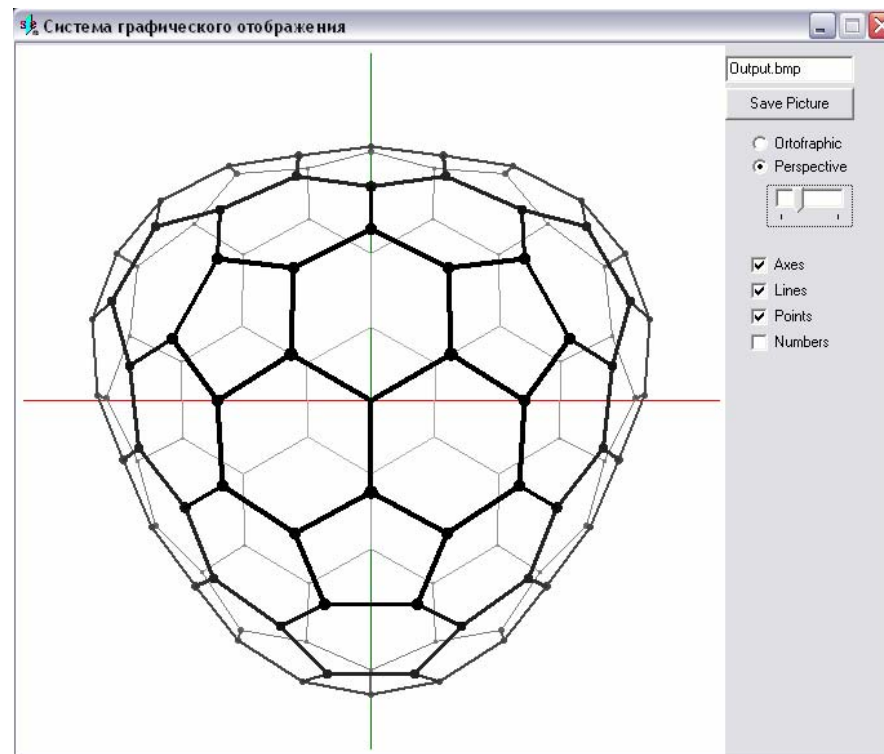 Система графического отображения
Output.bmp
Save Picture
Ortofraphic
Perspective
Axes
Lines
Points
Numbers